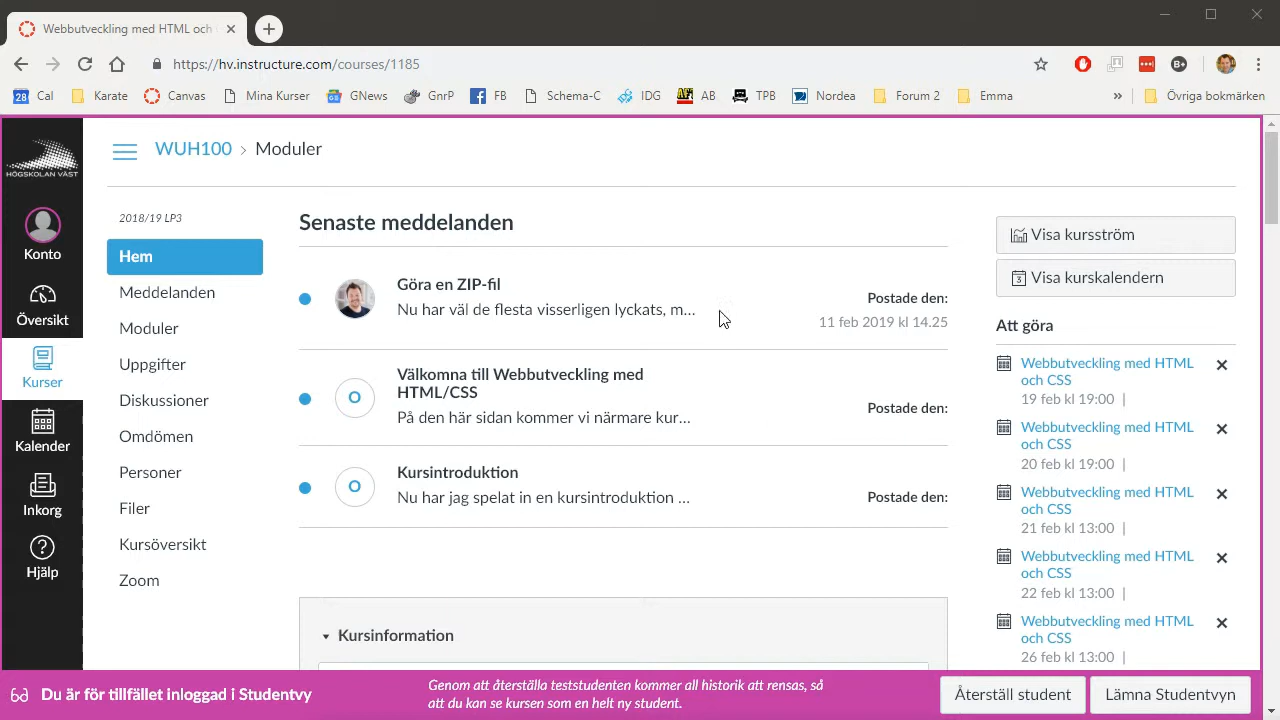 Webbutveckling med HTML och
https://hv.instructure.com/courses/1185
28 Cal
Karate
Canvas
Mina Kurser
GNews
GnrP
FB
Schema-C
IDG
AB
TPB
Nordea
Forum 2
Emma
»
Övriga bokmärken
HÖGSKOLAN VÄST
Konto
Översikt
Kurser
Kalender
Inkorg
Hjälp
WUH100 > Moduler
2018/19 LP3
Hem
Meddelanden
Moduler
Uppgifter
Diskussioner
Omdömen
Personer
Filer
Kursöversikt
Zoom
Senaste meddelanden
Göra en ZIP-fil
Nu har väl de flesta visserligen lyckats, m...
Postade den:
11 feb 2019 kl 14.25
O
Välkomna till Webbutveckling med
HTML/CSS
På den här sidan kommer vi närmare kur...
Postade den:
O
Kursintroduktion
Nu har jag spelat in en kursintroduktion ...
Postade den:
Kursinformation
Visa kursström
Visa kurskalendern
Att göra
Webbutveckling med HTML
och CSS
19 feb kl 19:00 |
Webbutveckling med HTML
och CSS
20 feb kl 19:00 |
Webbutveckling med HTML
och CSS
21 feb kl 13:00 |
Webbutveckling med HTML
och CSS
22 feb kl 13:00 |
Webbutveckling med HTML
och CSS
26 feb kl 13:00 |
Du är för tillfället inloggad i Studentvy
Genom att återställa teststudenten kommer all historik att rensas, så
att du kan se kursen som en helt ny student.
Återställ student
Lämna Studentvyn